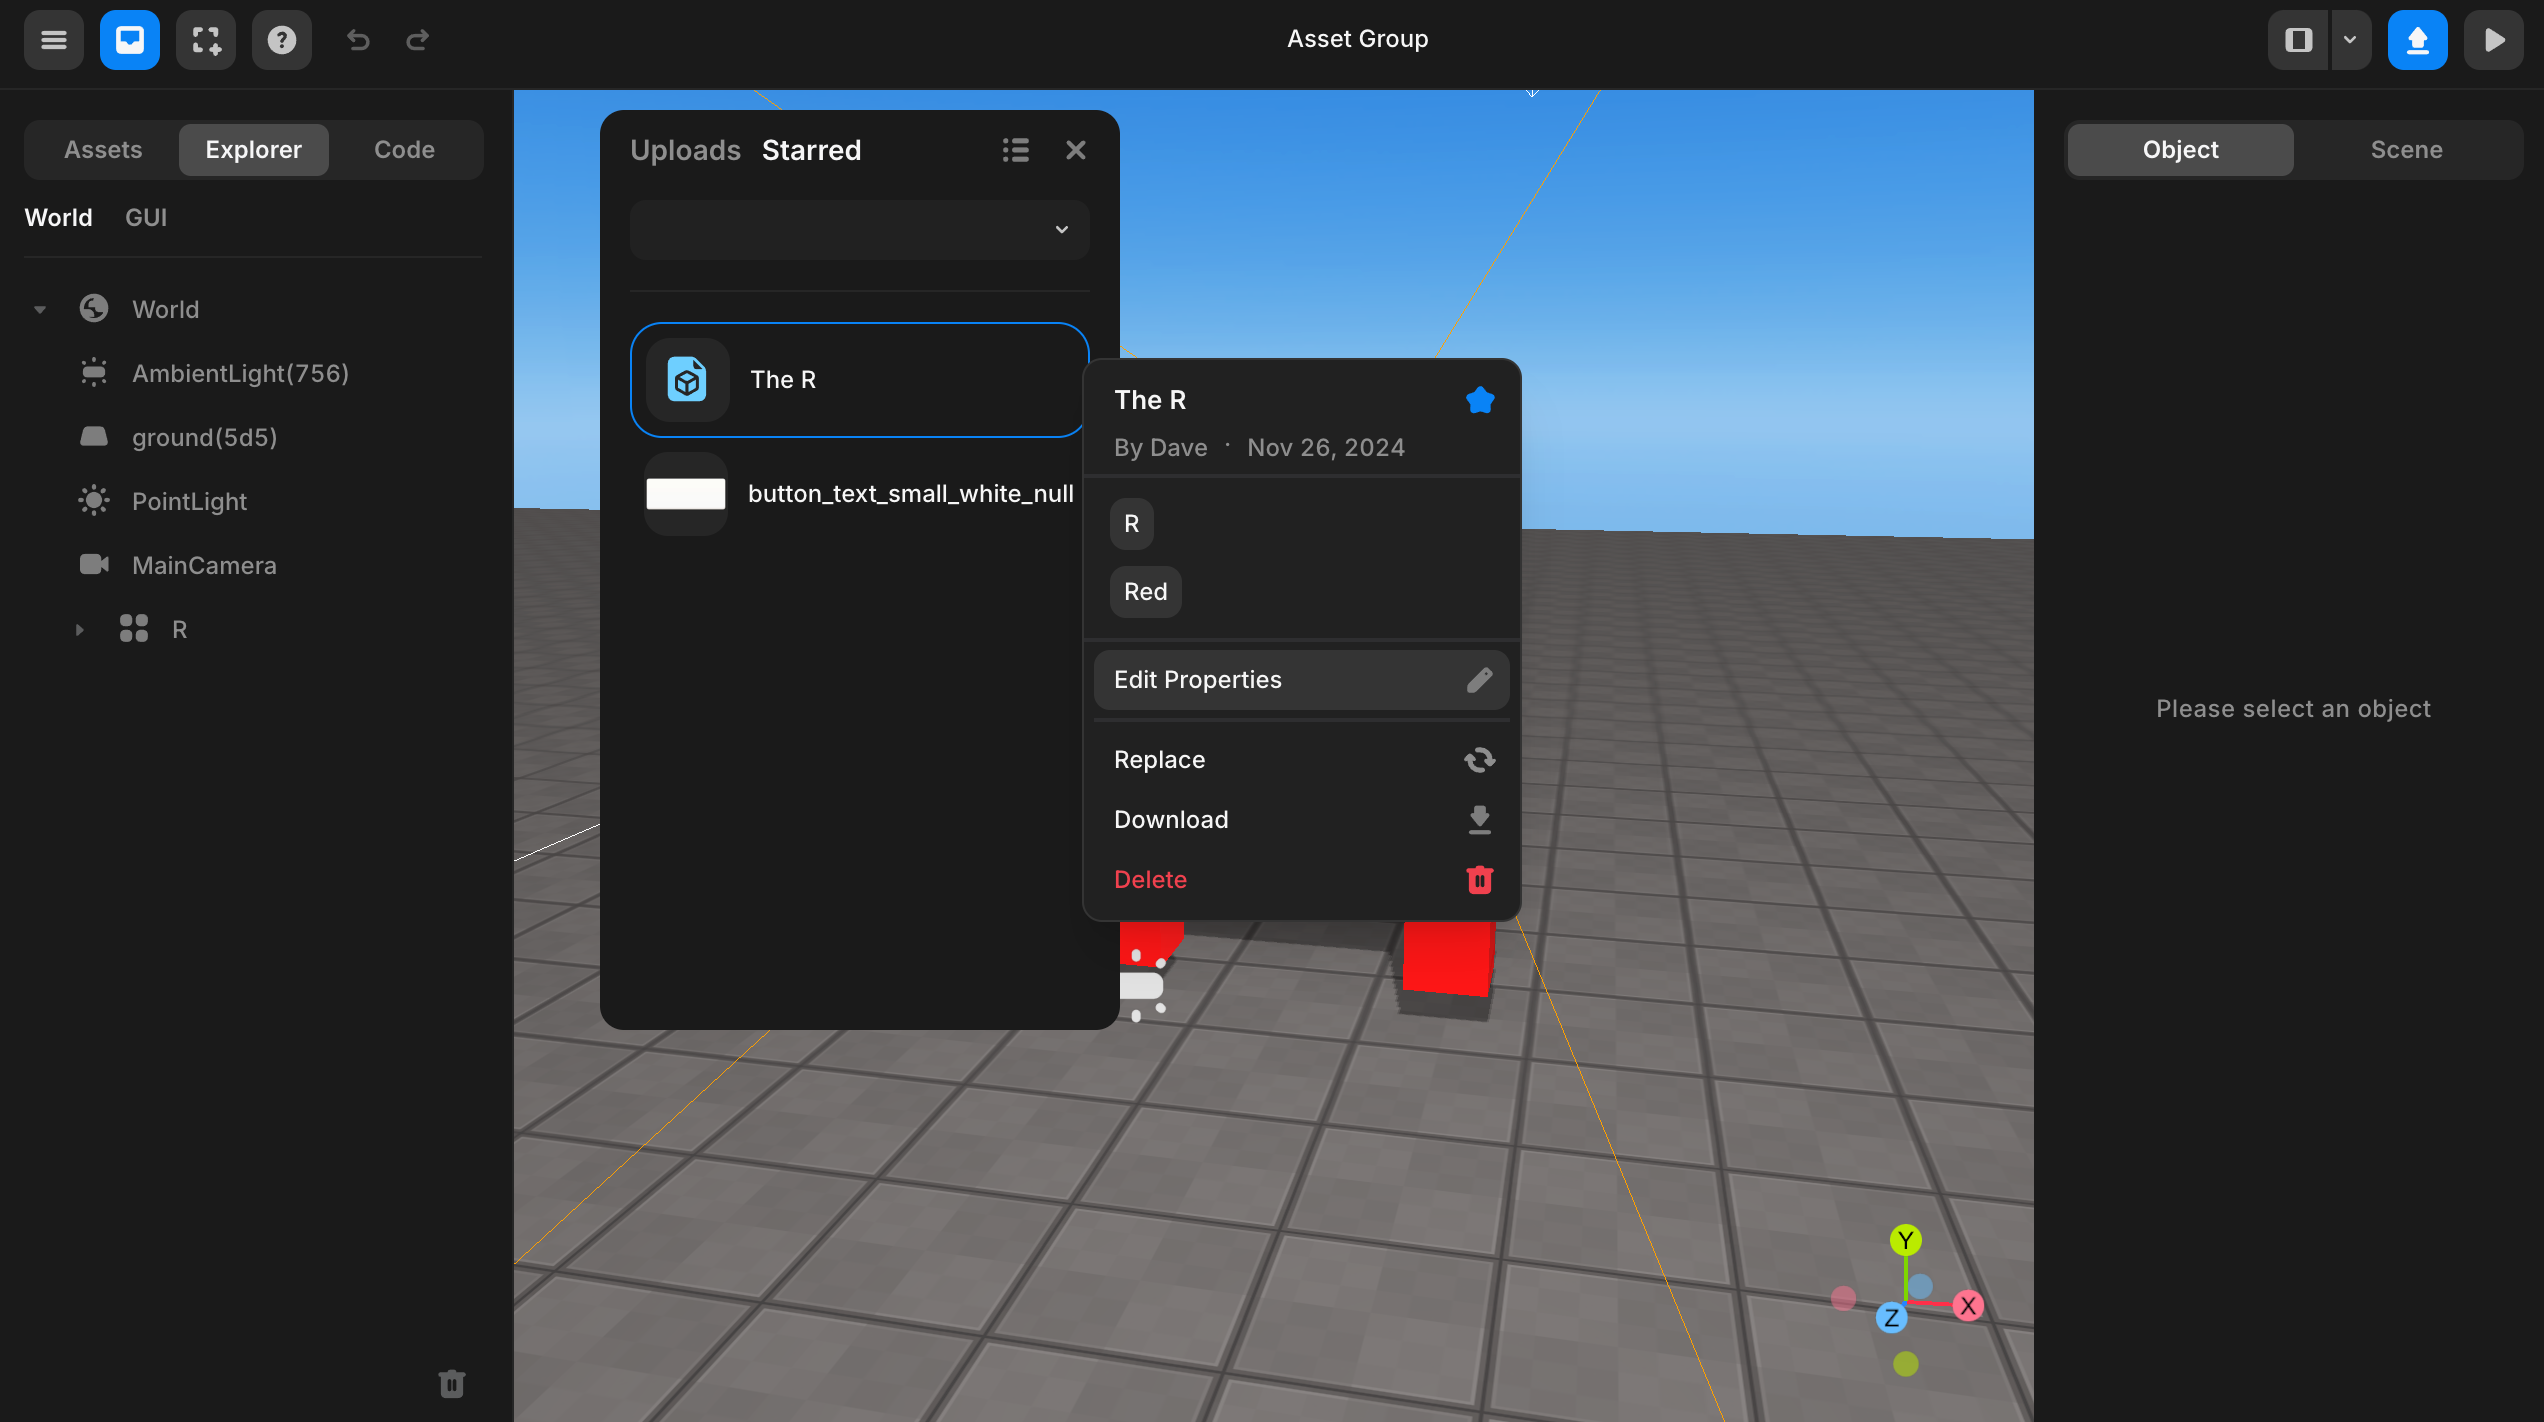 Asset Group
Assets Explorer Code
World GUI
World
AmbientLight(756)
ground(5d5)
PointLight
MainCamera
R
Uploads Starred
The R
button_text_small_white_null
The R
By Dave · Nov 26, 2024
R
Red
Edit Properties
Replace
Download
Delete
Object Scene
Please select an object
Y
Z
X